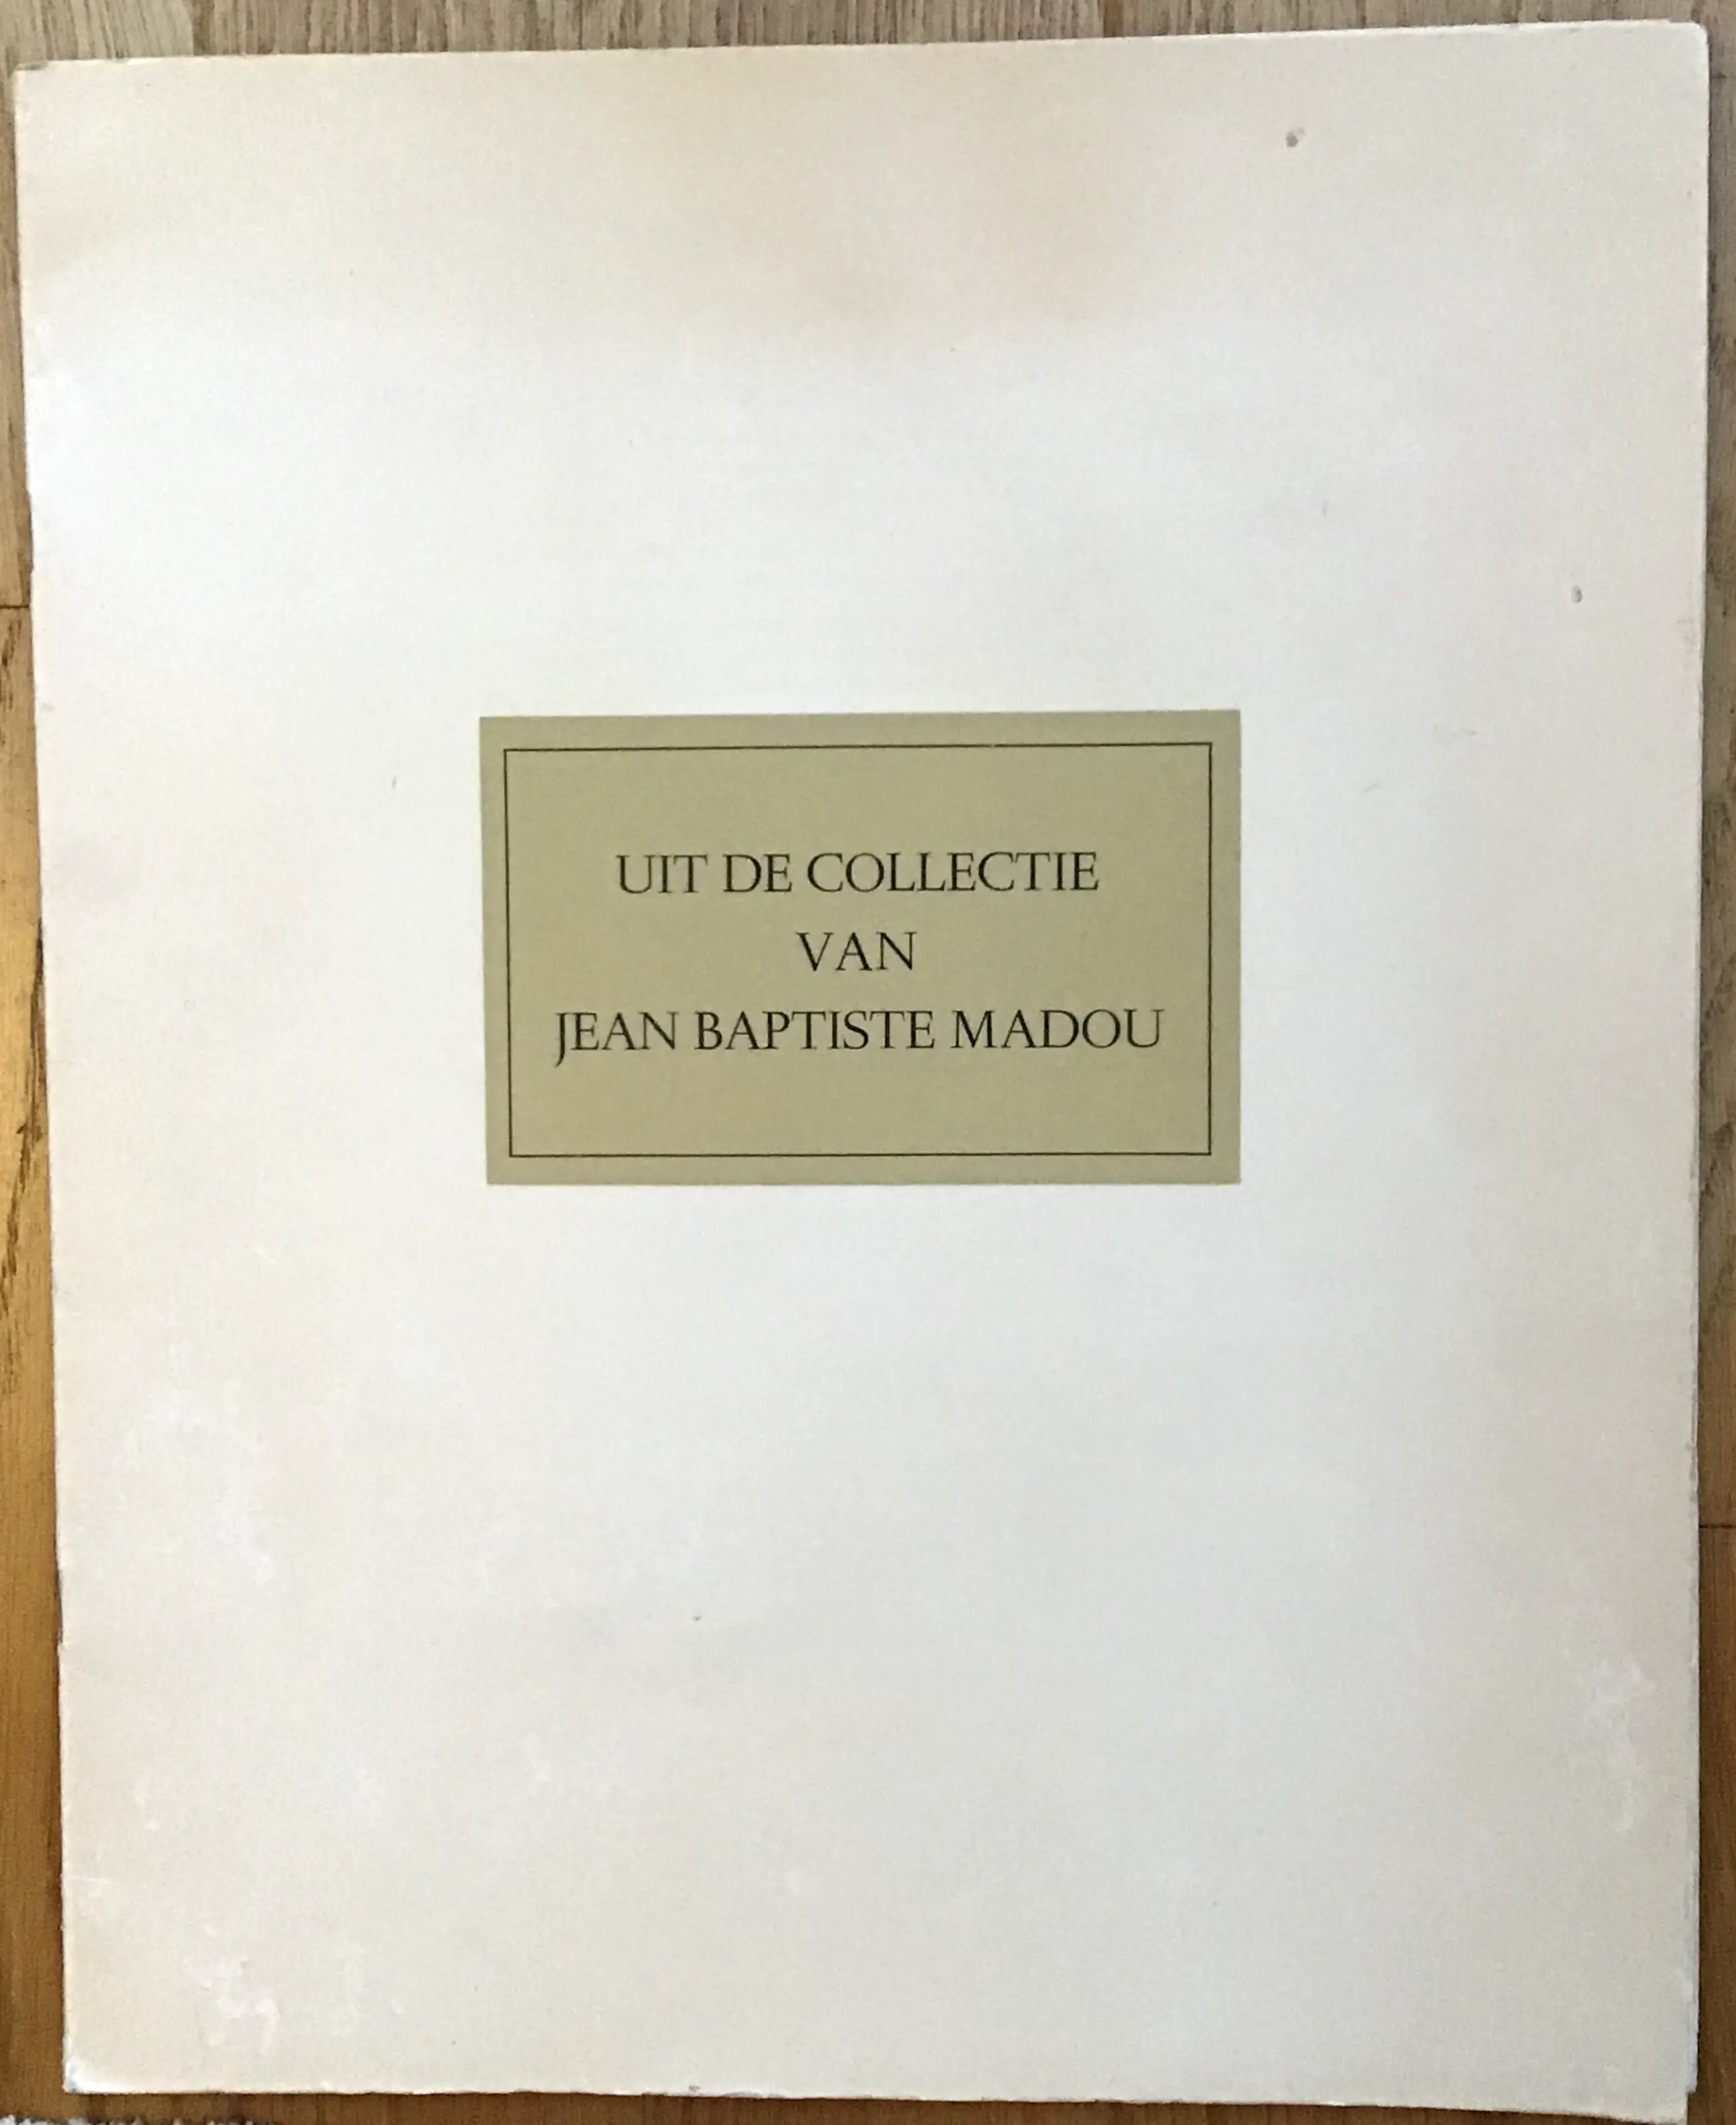 UIT DE COLLECTIE
VAN
JEAN BAPTISTE MADOU